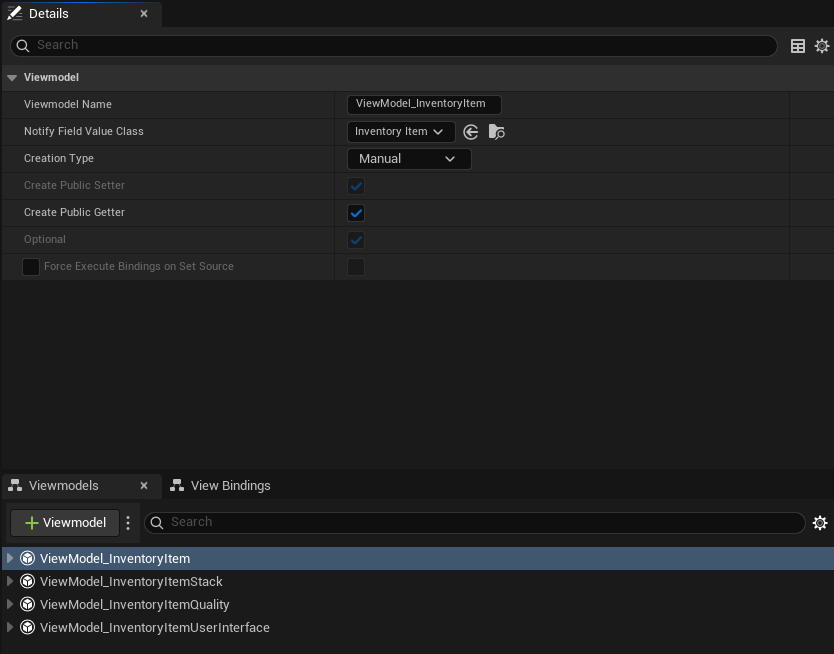 Details
Search
Viewmodel
Viewmodel Name ViewModel_InventoryItem
Notify Field Value Class Inventory Item
Creation Type Manual
Create Public Setter
Create Public Getter
Optional
Force Execute Bindings on Set Source
Viewmodels View Bindings
Viewmodel Search
ViewModel_InventoryItem
ViewModel_InventoryItemStack
ViewModel_InventoryItemQuality
ViewModel_InventoryItemUserInterface